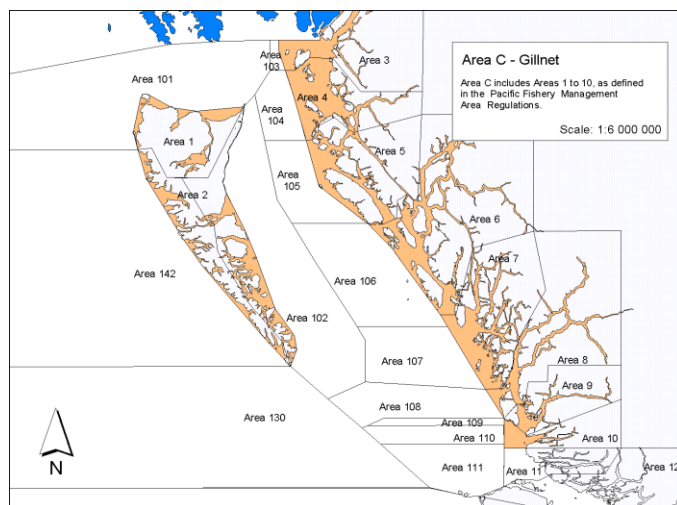 Area C - Gillnet
Area C includes Areas 1 to 10, as defined
in the Pacific Fishery Management
Area Regulations.
Scale: 1:6 000 000
Area 3
Area
103
Area 101
Area 4
Area 104
Area 1
Area 5
Area 105
Area 2
Area 6
Area 7
Area 142
Area 106
Area 102
Area 107
Area 8
Area 9
Area 108
Area 130
Area 109
Area 110
Area 10
Area 111
Area 11
Area 12
N